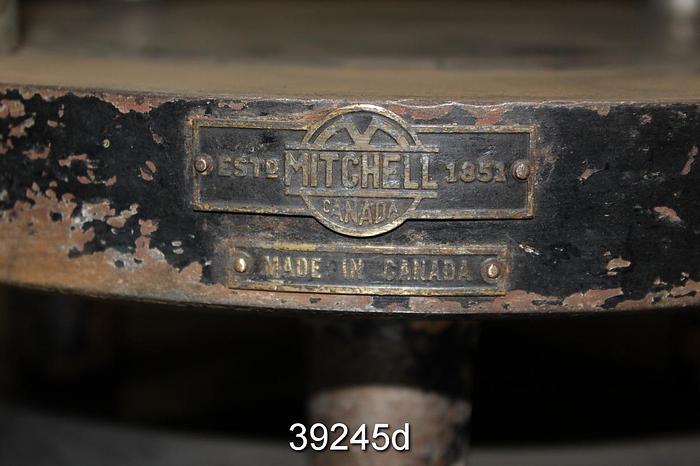 ESTD MITCHELL 1851
CANADA
MADE IN CANADA
39245d